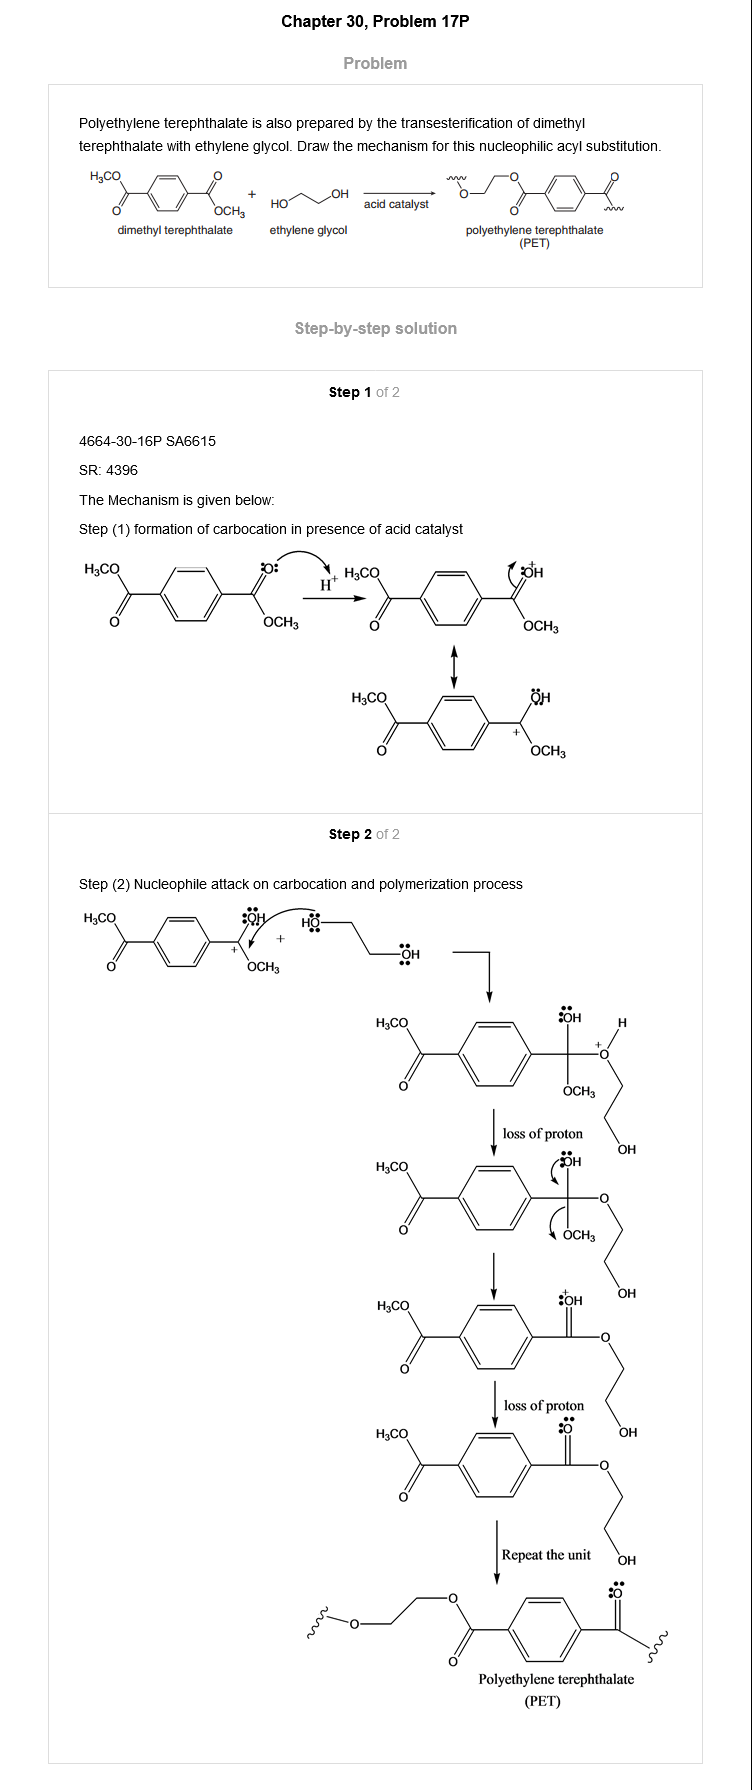 Chapter 30, Problem 17P
Problem
Polyethylene terephthalate is also prepared by the transesterification of dimethyl
terephthalate with ethylene glycol. Draw the mechanism for this nucleophilic acyl substitution.
H₃CO O O O
+ OH
HO acid catalyst O
O OCH₃ O
dimethyl terephthalate ethylene glycol polyethylene terephthalate
(PET)
Step-by-step solution
Step 1 of 2
4664-30-16P SA6615
SR: 4396
The Mechanism is given below:
Step (1) formation of carbocation in presence of acid catalyst
H₃CO :O: H₃CO :OH
H⁺ +
O OCH₃ O OCH₃
H₃CO ÖH
+
O OCH₃
Step 2 of 2
Step (2) Nucleophile attack on carbocation and polymerization process
H₃CO :OH HO
+ +
O OCH₃ OH
H₃CO :OH H
+
O
O OCH₃
loss of proton OH
H₃CO :OH
O
O OCH₃
OH
H₃CO +
:OH
O
O
loss of proton
OH
H₃CO :O
O
O
Repeat the unit OH
O :O
O
O
Polyethylene terephthalate
(PET)